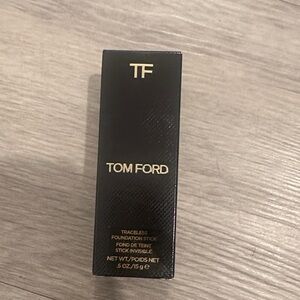 TF
TOM FORD
TRACELESS
FOUNDATION STICK
FOND DE TEINT
STICK INVISIBLE
NET WT./POIDS NET
.5 OZ./15 g e